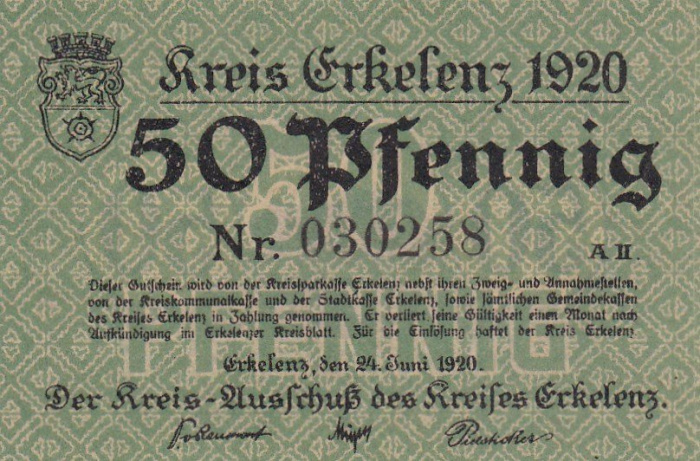 Kreis Erkelenz 1920
50 Pfennig
Nr. 030258 A II.
Dieser Gutschein wird von der Kreissparkasse Erkelenz nebst ihren Zweig- und Annahmestellen,
von der Kreiskommunalkasse und der Stadtkasse Erkelenz, sowie sämtlichen Gemeindekassen
des Kreises Erkelenz in Zahlung genommen. Er verliert seine Gültigkeit einen Monat nach
Aufkündigung im Erkelenzer Kreisblatt. Für die Einlösung haftet der Kreis Erkelenz
50
PFENNIG
Erkelenz, den 24. Juni 1920.
Der Kreis-Ausschuß des Kreises Erkelenz.